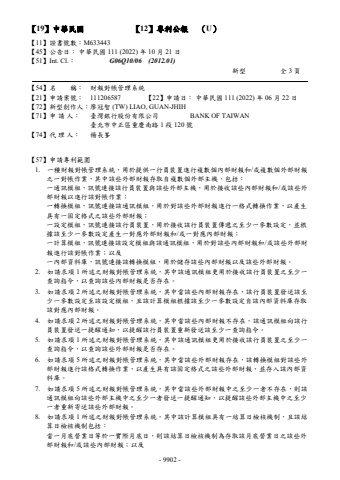 【19】中華民國 【12】專利公報 （U）
【11】證書號數：M633443
【45】公告日： 中華民國 111 (2022) 年 10 月 21 日
【51】Int. Cl.： G06Q10/06 (2012.01)
新型 全 3 頁
【54】名 稱：財報對帳管理系統
【21】申請案號：111206587 【22】申請日：中華民國 111 (2022) 年 06 月 22 日
【72】新型創作人：廖冠智 (TW) LIAO, GUAN-JHIH
【71】申 請 人：臺灣銀行股份有限公司 BANK OF TAIWAN
臺北市中正區重慶南路 1 段 120 號
【74】代 理 人：楊長峯
【57】申請專利範圍
1. 一種財報對帳管理系統，用於提供一行員裝置進行複數個內部財報和/或複數個外部財報
之一對帳作業，其中該些外部財報存取自複數個外部主機，包括：
一通訊模組，訊號連接該行員裝置與該些外部主機，用於接收該些內部財報和/或該些外
部財報以進行該對帳作業；
一轉換模組，訊號連接該通訊模組，用於對該些外部財報進行一格式轉換作業，以產生
具有一固定格式之該些外部財報；
一設定模組，訊號連接該行員裝置，用於接收該行員裝置傳遞之至少一參數設定，並根
據該至少一參數設定產生一對應外部財報和/或一對應內部財報；
一計算模組，訊號連接該設定模組與該通訊模組，用於對該些內部財報和/或該些外部財
報進行該對帳作業；以及
一內部資料庫，訊號連接該轉換模組，用於儲存該些內部財報以及該些外部財報。
2. 如請求項 1 所述之財報對帳管理系統，其中該通訊模組更用於接收該行員裝置之至少一
查詢指令，以查詢該些內部財報是否存在。
3. 如請求項 2 所述之財報對帳管理系統，其中當該些內部財報存在，該行員裝置發送該至
少一參數設定至該設定模組，且該計算模組根據該至少一參數設定自該內部資料庫存取
該對應內部財報。
4. 如請求項 2 所述之財報對帳管理系統，其中當該些內部財報不存在，該通訊模組向該行
員裝置發送一提醒通知，以提醒該行員裝置重新發送該至少一查詢指令。
5. 如請求項 1 所述之財報對帳管理系統，其中該通訊模組更用於接收該行員裝置之至少一
查詢指令，以查詢該些外部財報是否存在。
6. 如請求項 5 所述之財報對帳管理系統，其中當該些外部財報存在，該轉換模組對該些外
部財報進行該格式轉換作業，以產生具有該固定格式之該些外部財報，並存入該內部資
料庫。
7. 如請求項 5 所述之財報對帳管理系統，其中當該些外部財報中之至少一者不存在，則該
通訊模組向該些外部主機中之至少一者發送一提醒通知，以提醒該些外部主機中之至少
一者重新寄送該些外部財報。
8. 如請求項 1 所述之財報對帳管理系統，其中該計算模組具有一結算日檢核機制，且該結
算日檢核機制包括：
當一月底營業日等於一實際月底日，則該結算日檢核機制為存取該月底營業日之該些外
部財報和/或該些內部財報；以及
- 9902 -